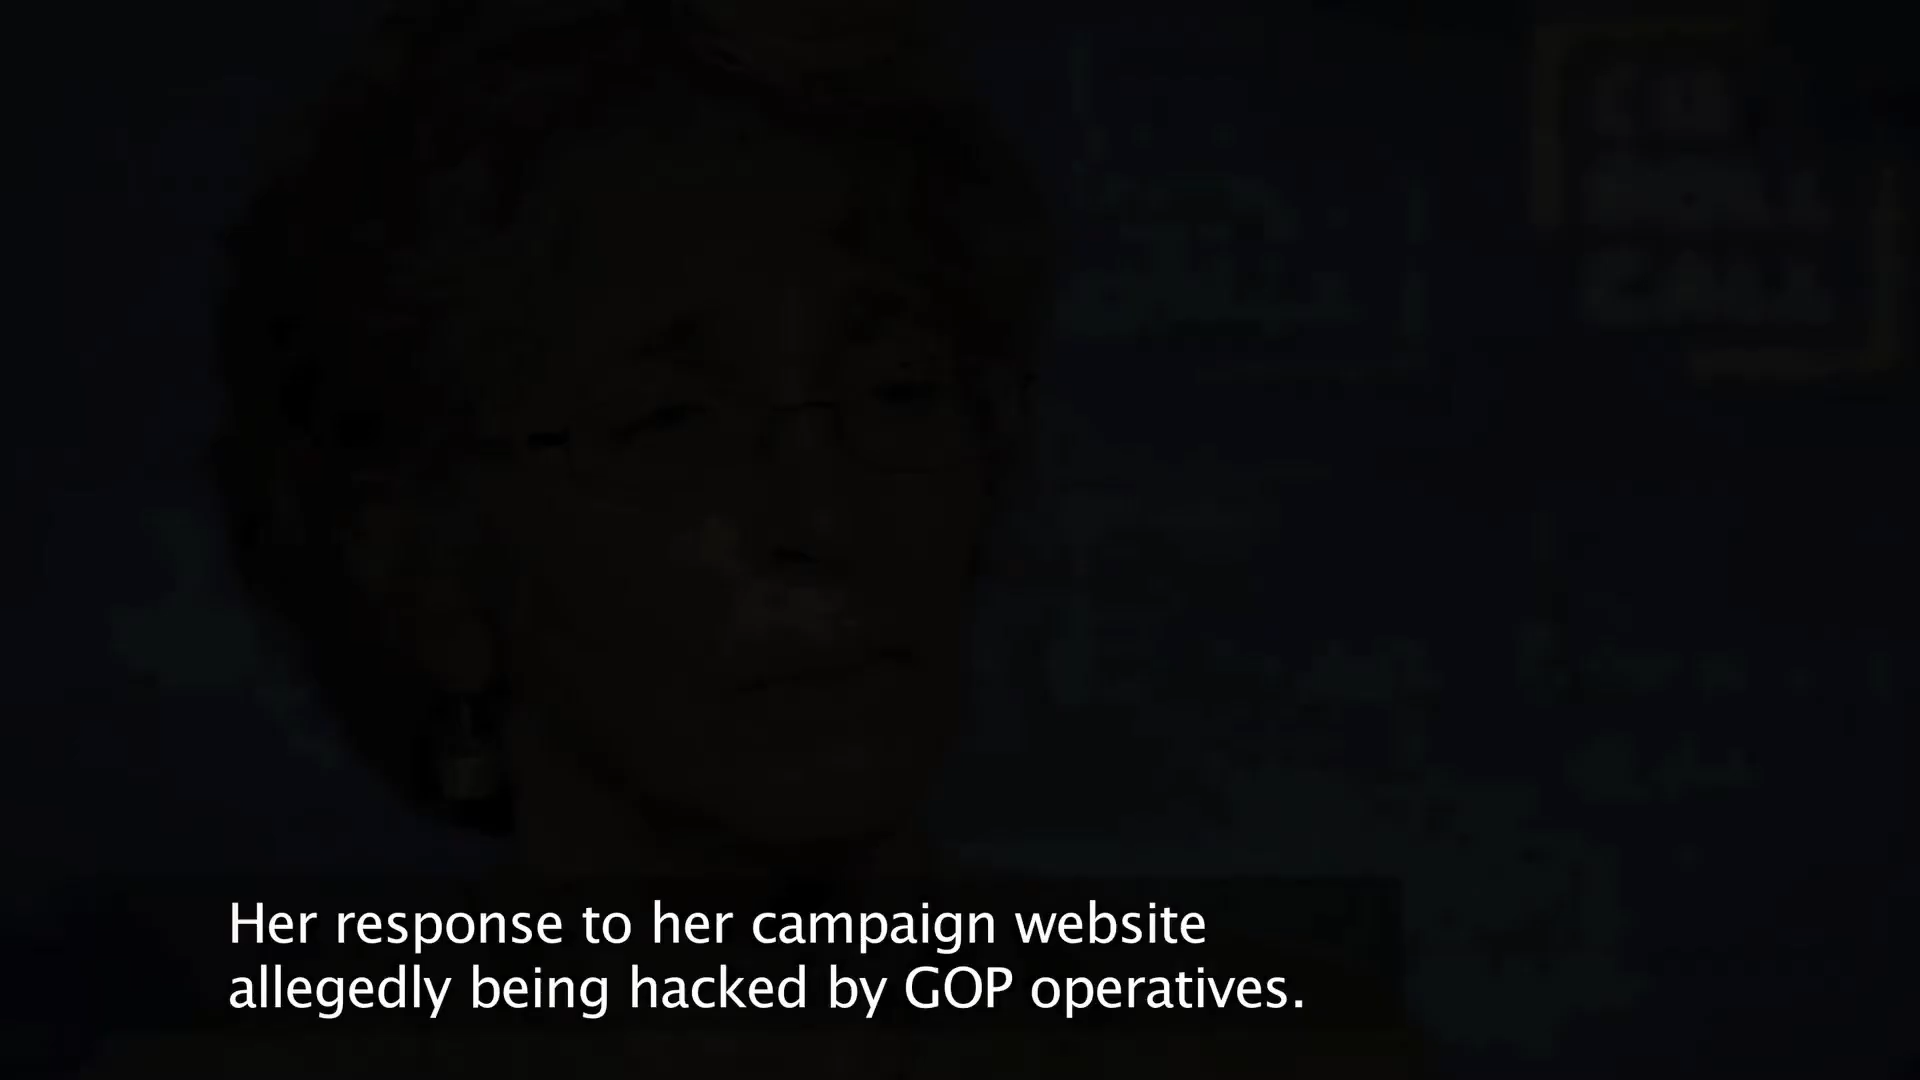 Her response to her campaign website
allegedly being hacked by GOP operatives.